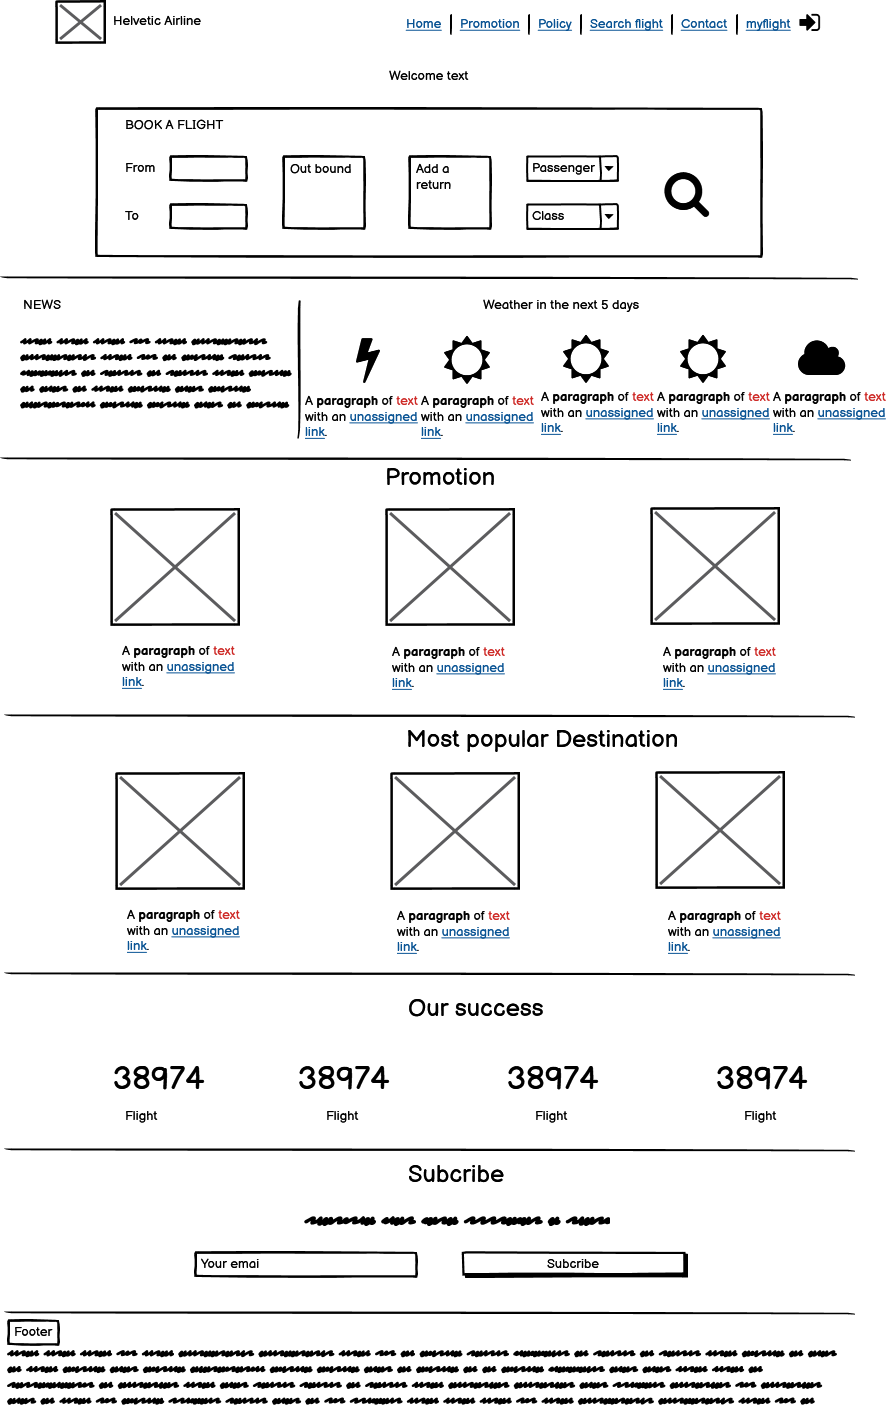 Helvetic Airline
Home Promotion Policy Search flight Contact myflight
Welcome text
BOOK A FLIGHT
From
To
Out bound
Add a
return
Passenger
Class
NEWS
Weather in the next 5 days
A paragraph of text
with an unassigned
link.
A paragraph of text
with an unassigned
link.
A paragraph of text
with an unassigned
link.
A paragraph of text
with an unassigned
link.
A paragraph of text
with an unassigned
link.
Promotion
A paragraph of text
with an unassigned
link.
A paragraph of text
with an unassigned
link.
A paragraph of text
with an unassigned
link.
Most popular Destination
A paragraph of text
with an unassigned
link.
A paragraph of text
with an unassigned
link.
A paragraph of text
with an unassigned
link.
Our success
38974 38974 38974 38974
Flight Flight Flight Flight
Subcribe
Your emai
Subcribe
Footer